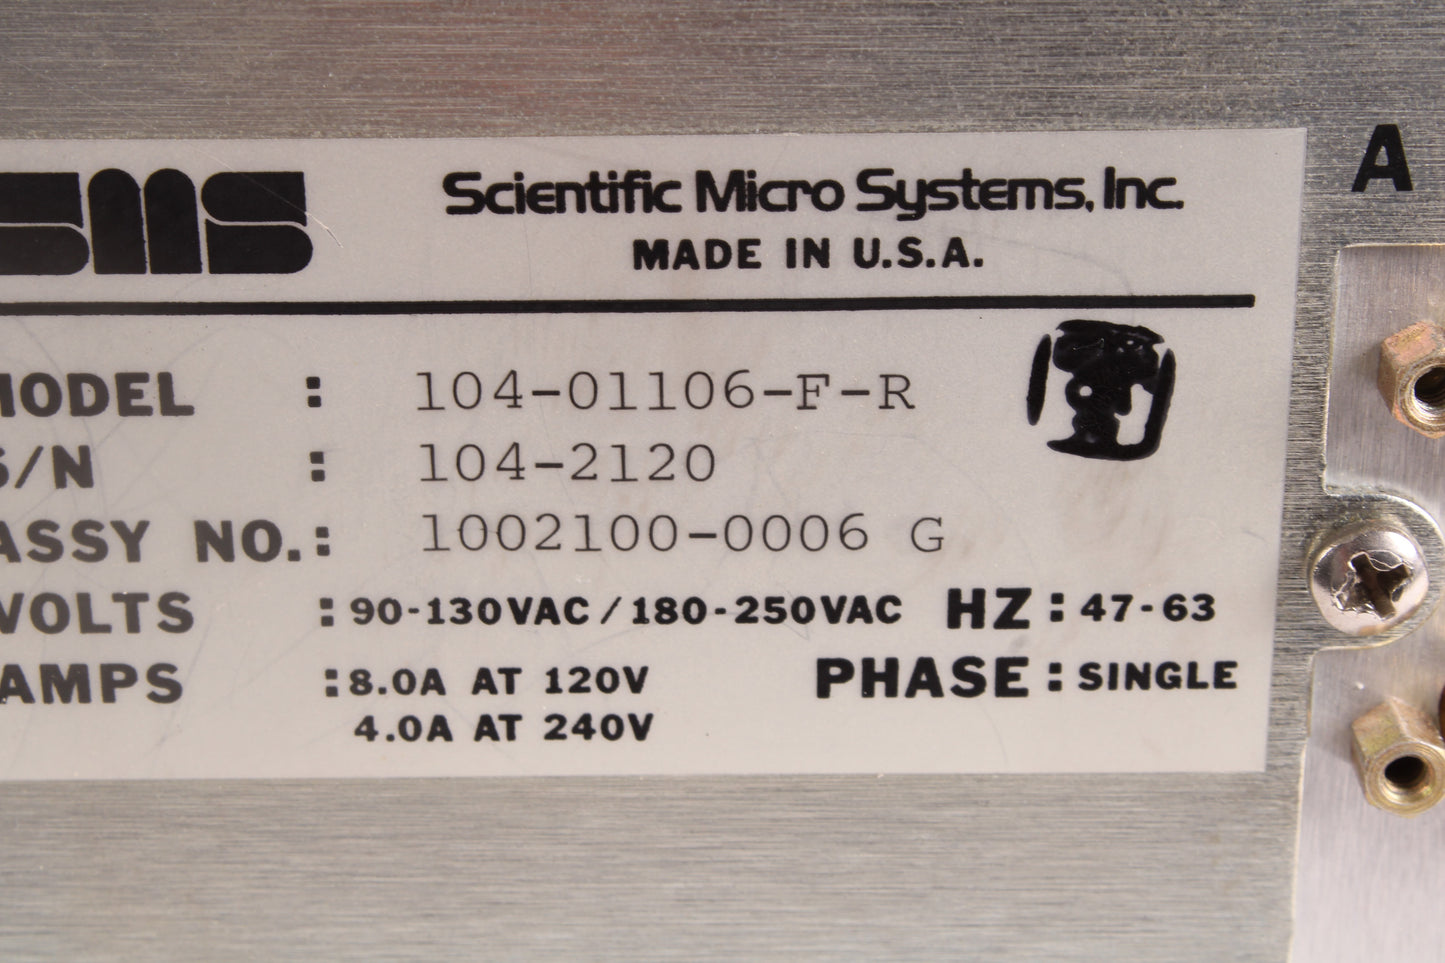 sms Scientific Micro Systems, Inc.
MADE IN U.S.A.
A
MODEL : 104-01106-F-R
S/N : 104-2120
ASSY NO.: 1002100-0006 G
VOLTS :90-130VAC/180-250VAC HZ:47-63
AMPS :8.0A AT 120V PHASE:SINGLE
4.0A AT 240V